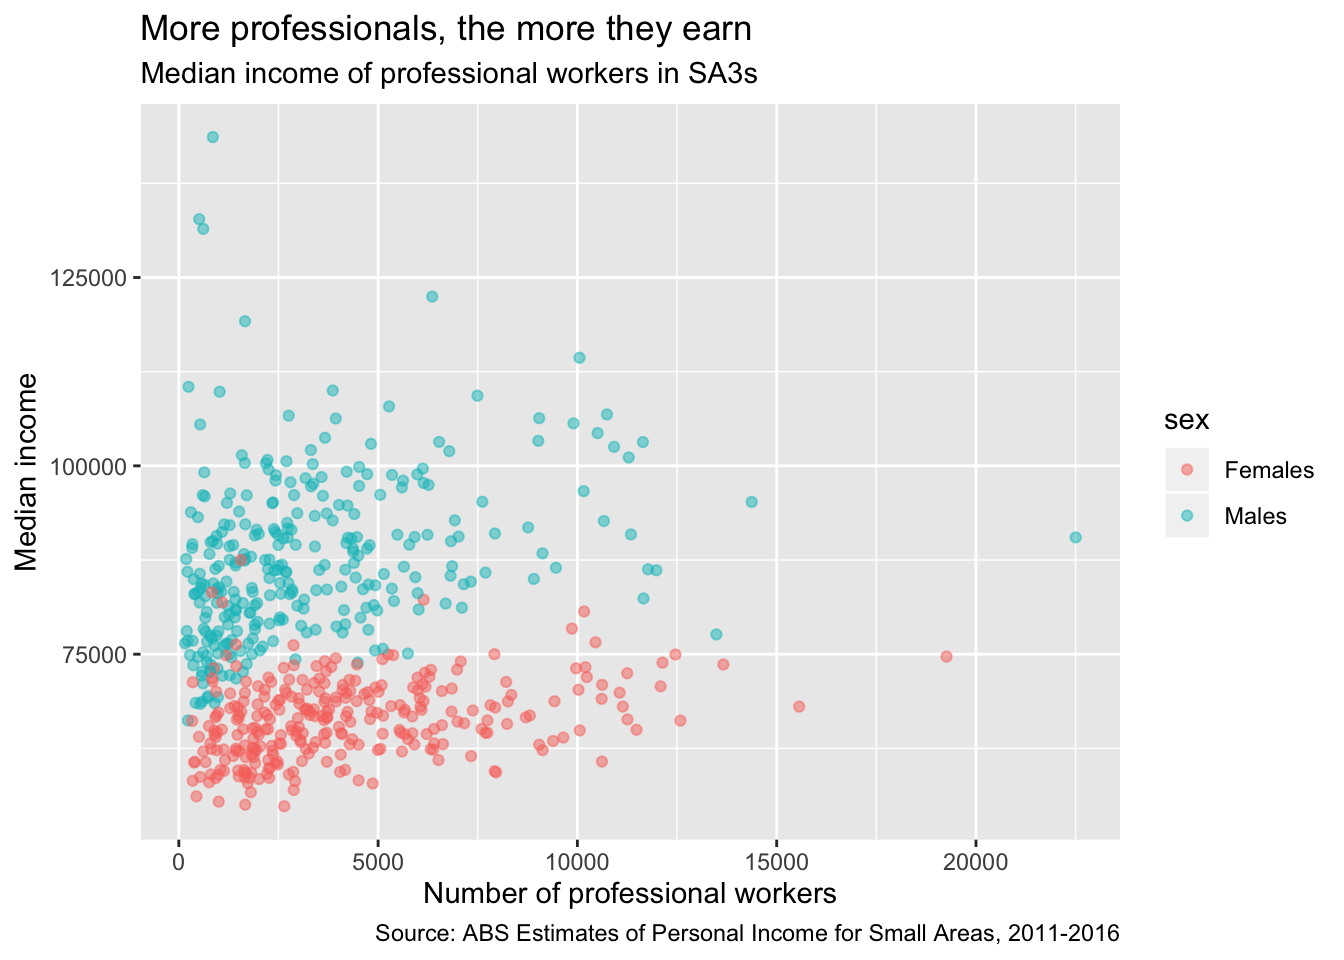 More professionals, the more they earn
Median income of professional workers in SA3s
Median income
125000
100000
75000
0 5000 10000 15000 20000
Number of professional workers
sex
Females
Males
Source: ABS Estimates of Personal Income for Small Areas, 2011-2016